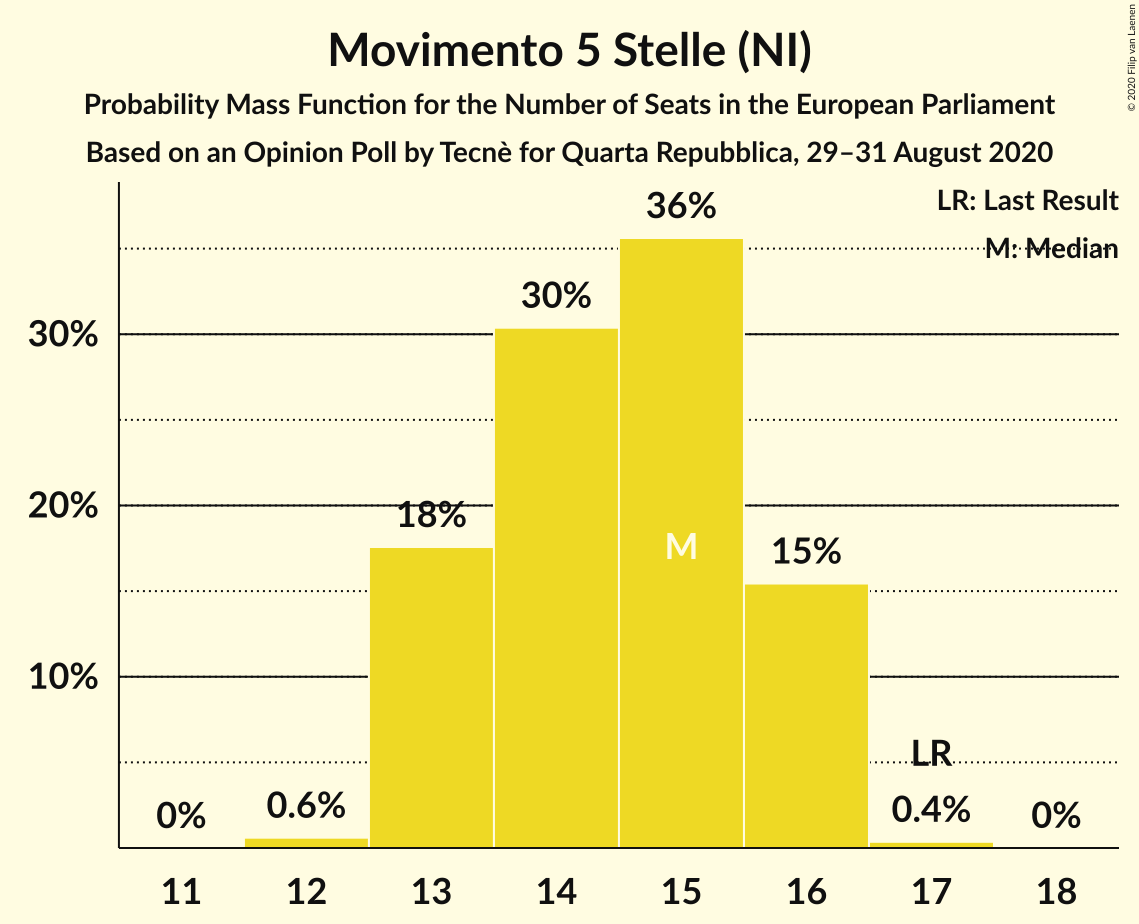 Movimento 5 Stelle (NI)
Probability Mass Function for the Number of Seats in the European Parliament
Based on an Opinion Poll by Tecnè for Quarta Repubblica, 29–31 August 2020
© 2020 Filip van Laenen
LR: Last Result
M: Median
36%
30%
30%
20%
18%
M
15%
10%
LR
0%
0.6%
0.4%
0%
11 12 13 14 15 16 17 18